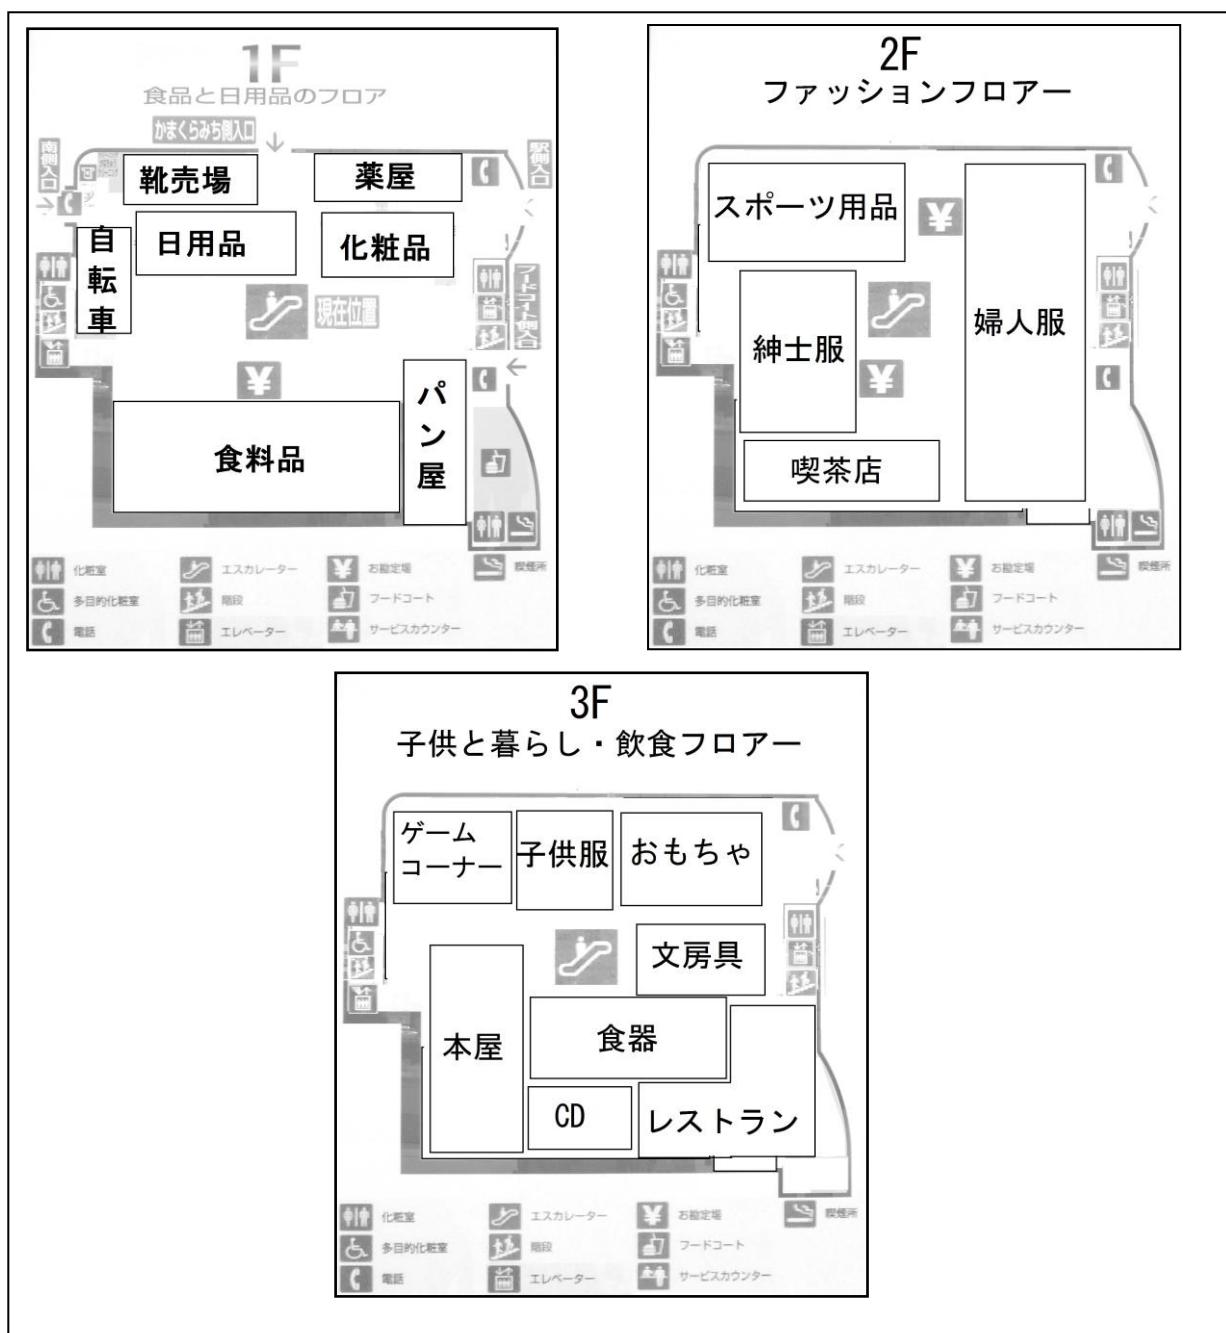 1F
食品と日用品のフロア
かまくらみち側入口
南側入口
駅側入口
靴売場
薬屋
日用品
化粧品
自転車
現在位置
フードコート側入口
¥
パン屋
食料品
化粧室
エスカレーター
お勘定場
喫煙所
多目的化粧室
階段
フードコート
電話
エレベーター
サービスカウンター
2F
ファッションフロアー
スポーツ用品
¥
婦人服
紳士服
¥
喫茶店
化粧室
エスカレーター
お勘定場
喫煙所
多目的化粧室
階段
フードコート
電話
エレベーター
サービスカウンター
3F
子供と暮らし・飲食フロアー
ゲーム
コーナー
子供服
おもちゃ
文房具
本屋
食器
CD
レストラン
化粧室
エスカレーター
お勘定場
喫煙所
多目的化粧室
階段
フードコート
電話
エレベーター
サービスカウンター